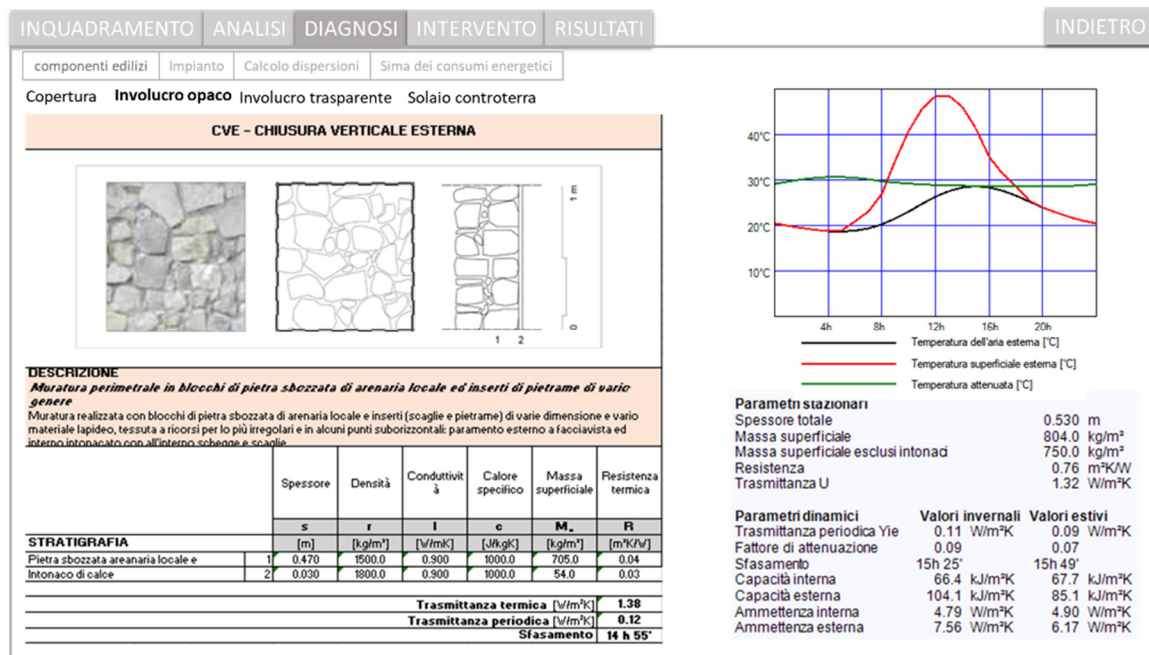 INQUADRAMENTO ANALISI DIAGNOSI INTERVENTO RISULTATI INDIETRO
componenti edilizi Impianto Calcolo dispersioni Sima dei consumi energetici
Copertura Involucro opaco Involucro trasparente Solaio controterra
CVE - CHIUSURA VERTICALE ESTERNA
1 m
0
1 2
DESCRIZIONE
Muratura perimetrale in blocchi di pietra sbozzata di arenaria locale ed inserti di pietrame di vario
genere
Muratura realizzata con blocchi di pietra sbozzata di arenaria locale e inserti (scaglie e pietrame) di varie dimensione e vario
materiale lapideo, tessuta a ricorsi per lo più irregolari e in alcuni punti suborizzontali: paramento esterno a facciavista ed
interno intonacato con all'interno schegge e scaglie
Spessore Densità Conduttivit à Calore specifico Massa superficiale Resistenza termica
s r l c M. R
STRATIGRAFIA [m] [kg/m³] [W/mK] [J/kgK] [kg/m²] [m²K/W]
Pietra sbozzata areanaria locale e 1 0.470 1500.0 0.900 1000.0 705.0 0.04
Intonaco di calce 2 0.030 1800.0 0.900 1000.0 54.0 0.03
Trasmittanza termica [W/m²K] 1.38
Trasmittanza periodica [W/m²K] 0.12
Sfasamento 14 h 55'
40°C
30°C
20°C
10°C
4h 8h 12h 16h 20h
Temperatura dell'aria esterna [°C]
Temperatura superficiale esterna [°C]
Temperatura attenuata [°C]
Parametri stazionari
Spessore totale 0.530 m
Massa superficiale 804.0 kg/m²
Massa superficiale esclusi intonaci 750.0 kg/m²
Resistenza 0.76 m²K/W
Trasmittanza U 1.32 W/m²K
Parametri dinamici Valori invernali Valori estivi
Trasmittanza periodica Yie 0.11 W/m²K 0.09 W/m²K
Fattore di attenuazione 0.09 0.07
Sfasamento 15h 25' 15h 49'
Capacità interna 66.4 kJ/m²K 67.7 kJ/m²K
Capacità esterna 104.1 kJ/m²K 85.1 kJ/m²K
Ammettenza interna 4.79 W/m²K 4.90 W/m²K
Ammettenza esterna 7.56 W/m²K 6.17 W/m²K